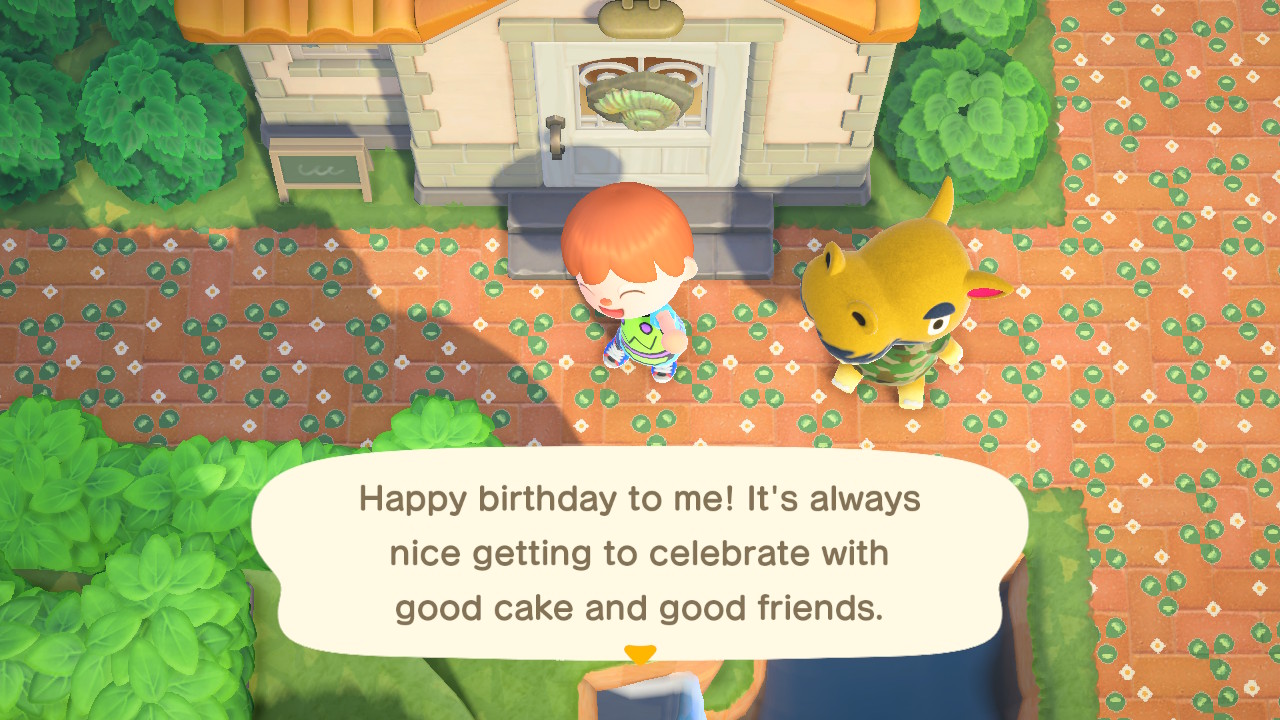 Happy birthday to me! It's always
nice getting to celebrate with
good cake and good friends.